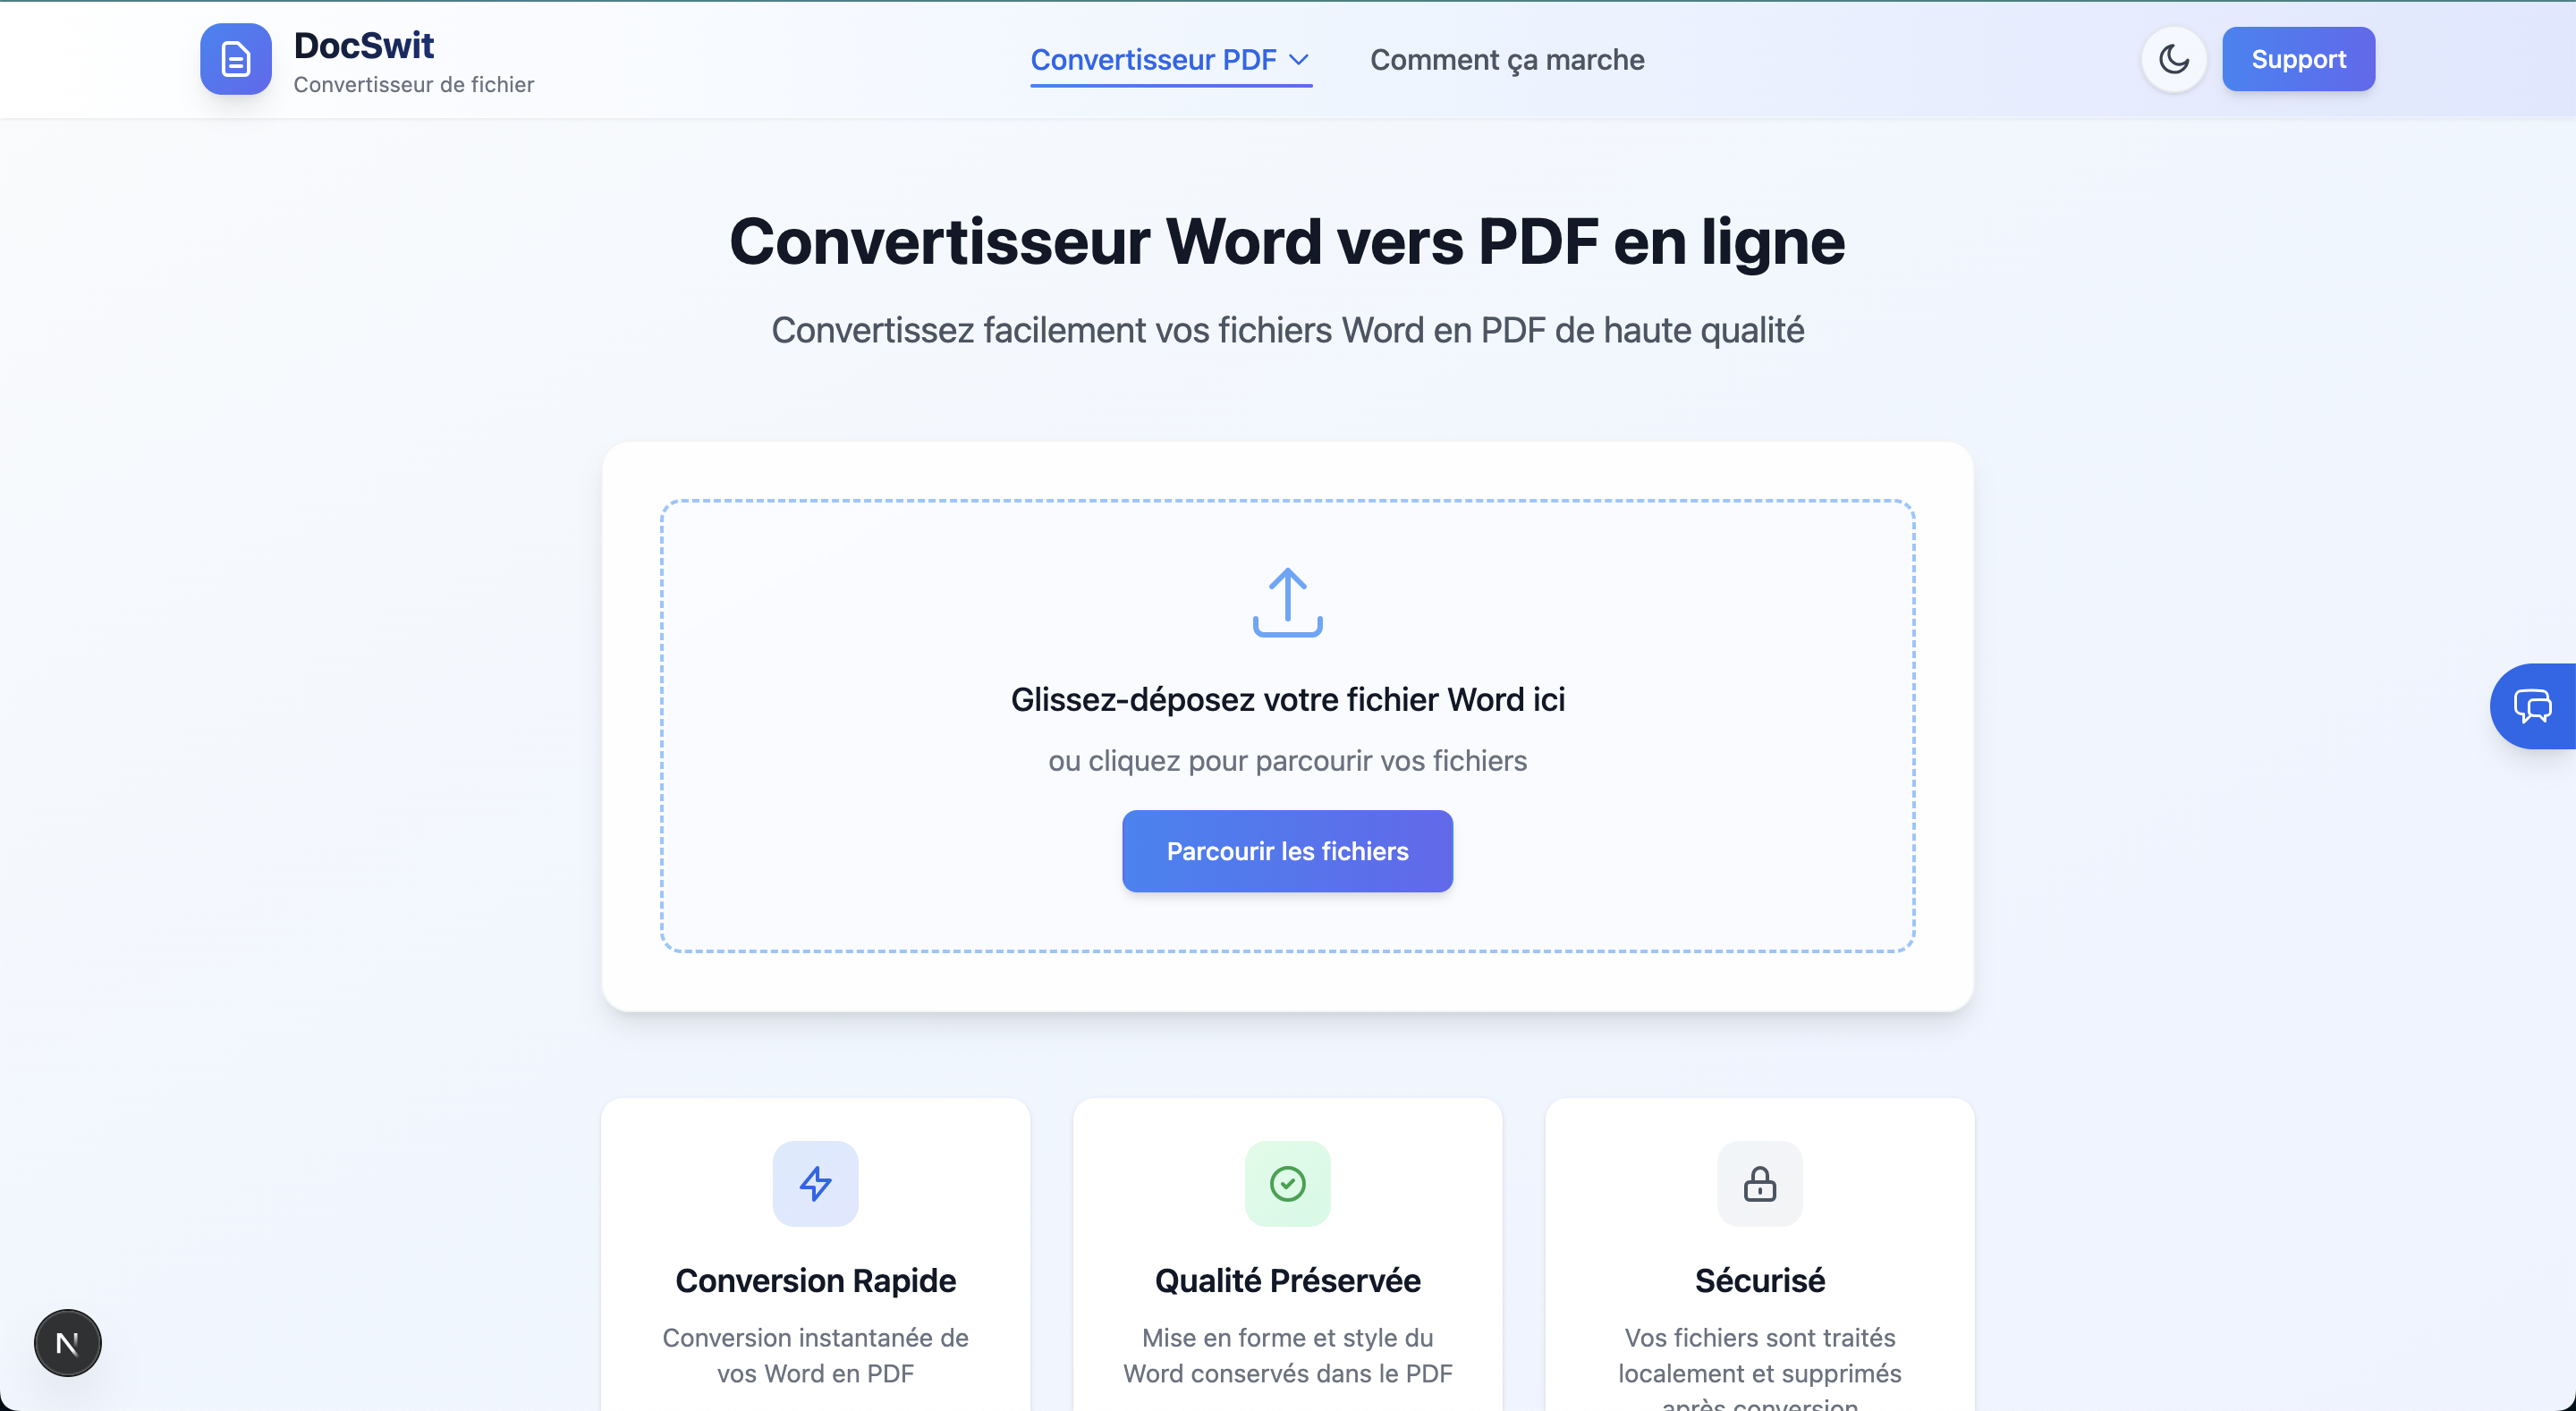 DocSwit
Convertisseur de fichier
Convertisseur PDF
Comment ça marche
Support
Convertisseur Word vers PDF en ligne
Convertissez facilement vos fichiers Word en PDF de haute qualité
Glissez-déposez votre fichier Word ici
ou cliquez pour parcourir vos fichiers
Parcourir les fichiers
Conversion Rapide
Conversion instantanée de
vos Word en PDF
Qualité Préservée
Mise en forme et style du
Word conservés dans le PDF
Sécurisé
Vos fichiers sont traités
localement et supprimés
après conversion
N